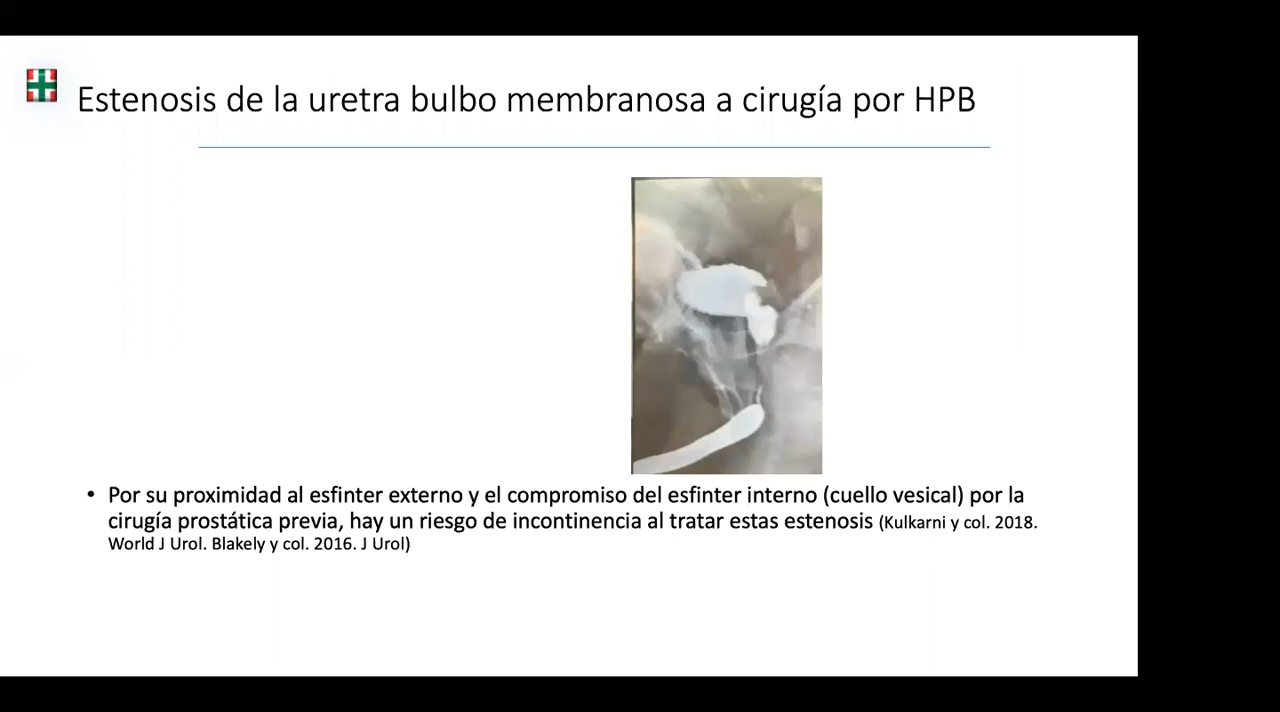 Estenosis de la uretra bulbo membranosa a cirugía por HPB
• Por su proximidad al esfinter externo y el compromiso del esfinter interno (cuello vesical) por la
cirugía prostática previa, hay un riesgo de incontinencia al tratar estas estenosis (Kulkarni y col. 2018.
World J Urol. Blakely y col. 2016. J Urol)